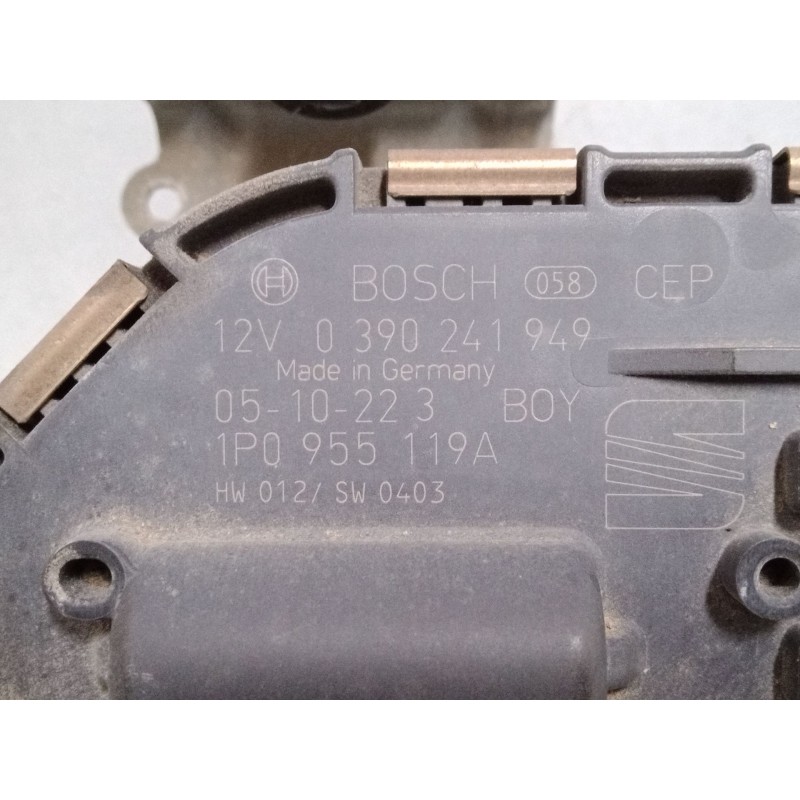 BOSCH 058 CEP
12V 0 390 241 949
Made in Germany
05-10-22 3 BOY
1P0 955 119A
HW 012/ SW 0403